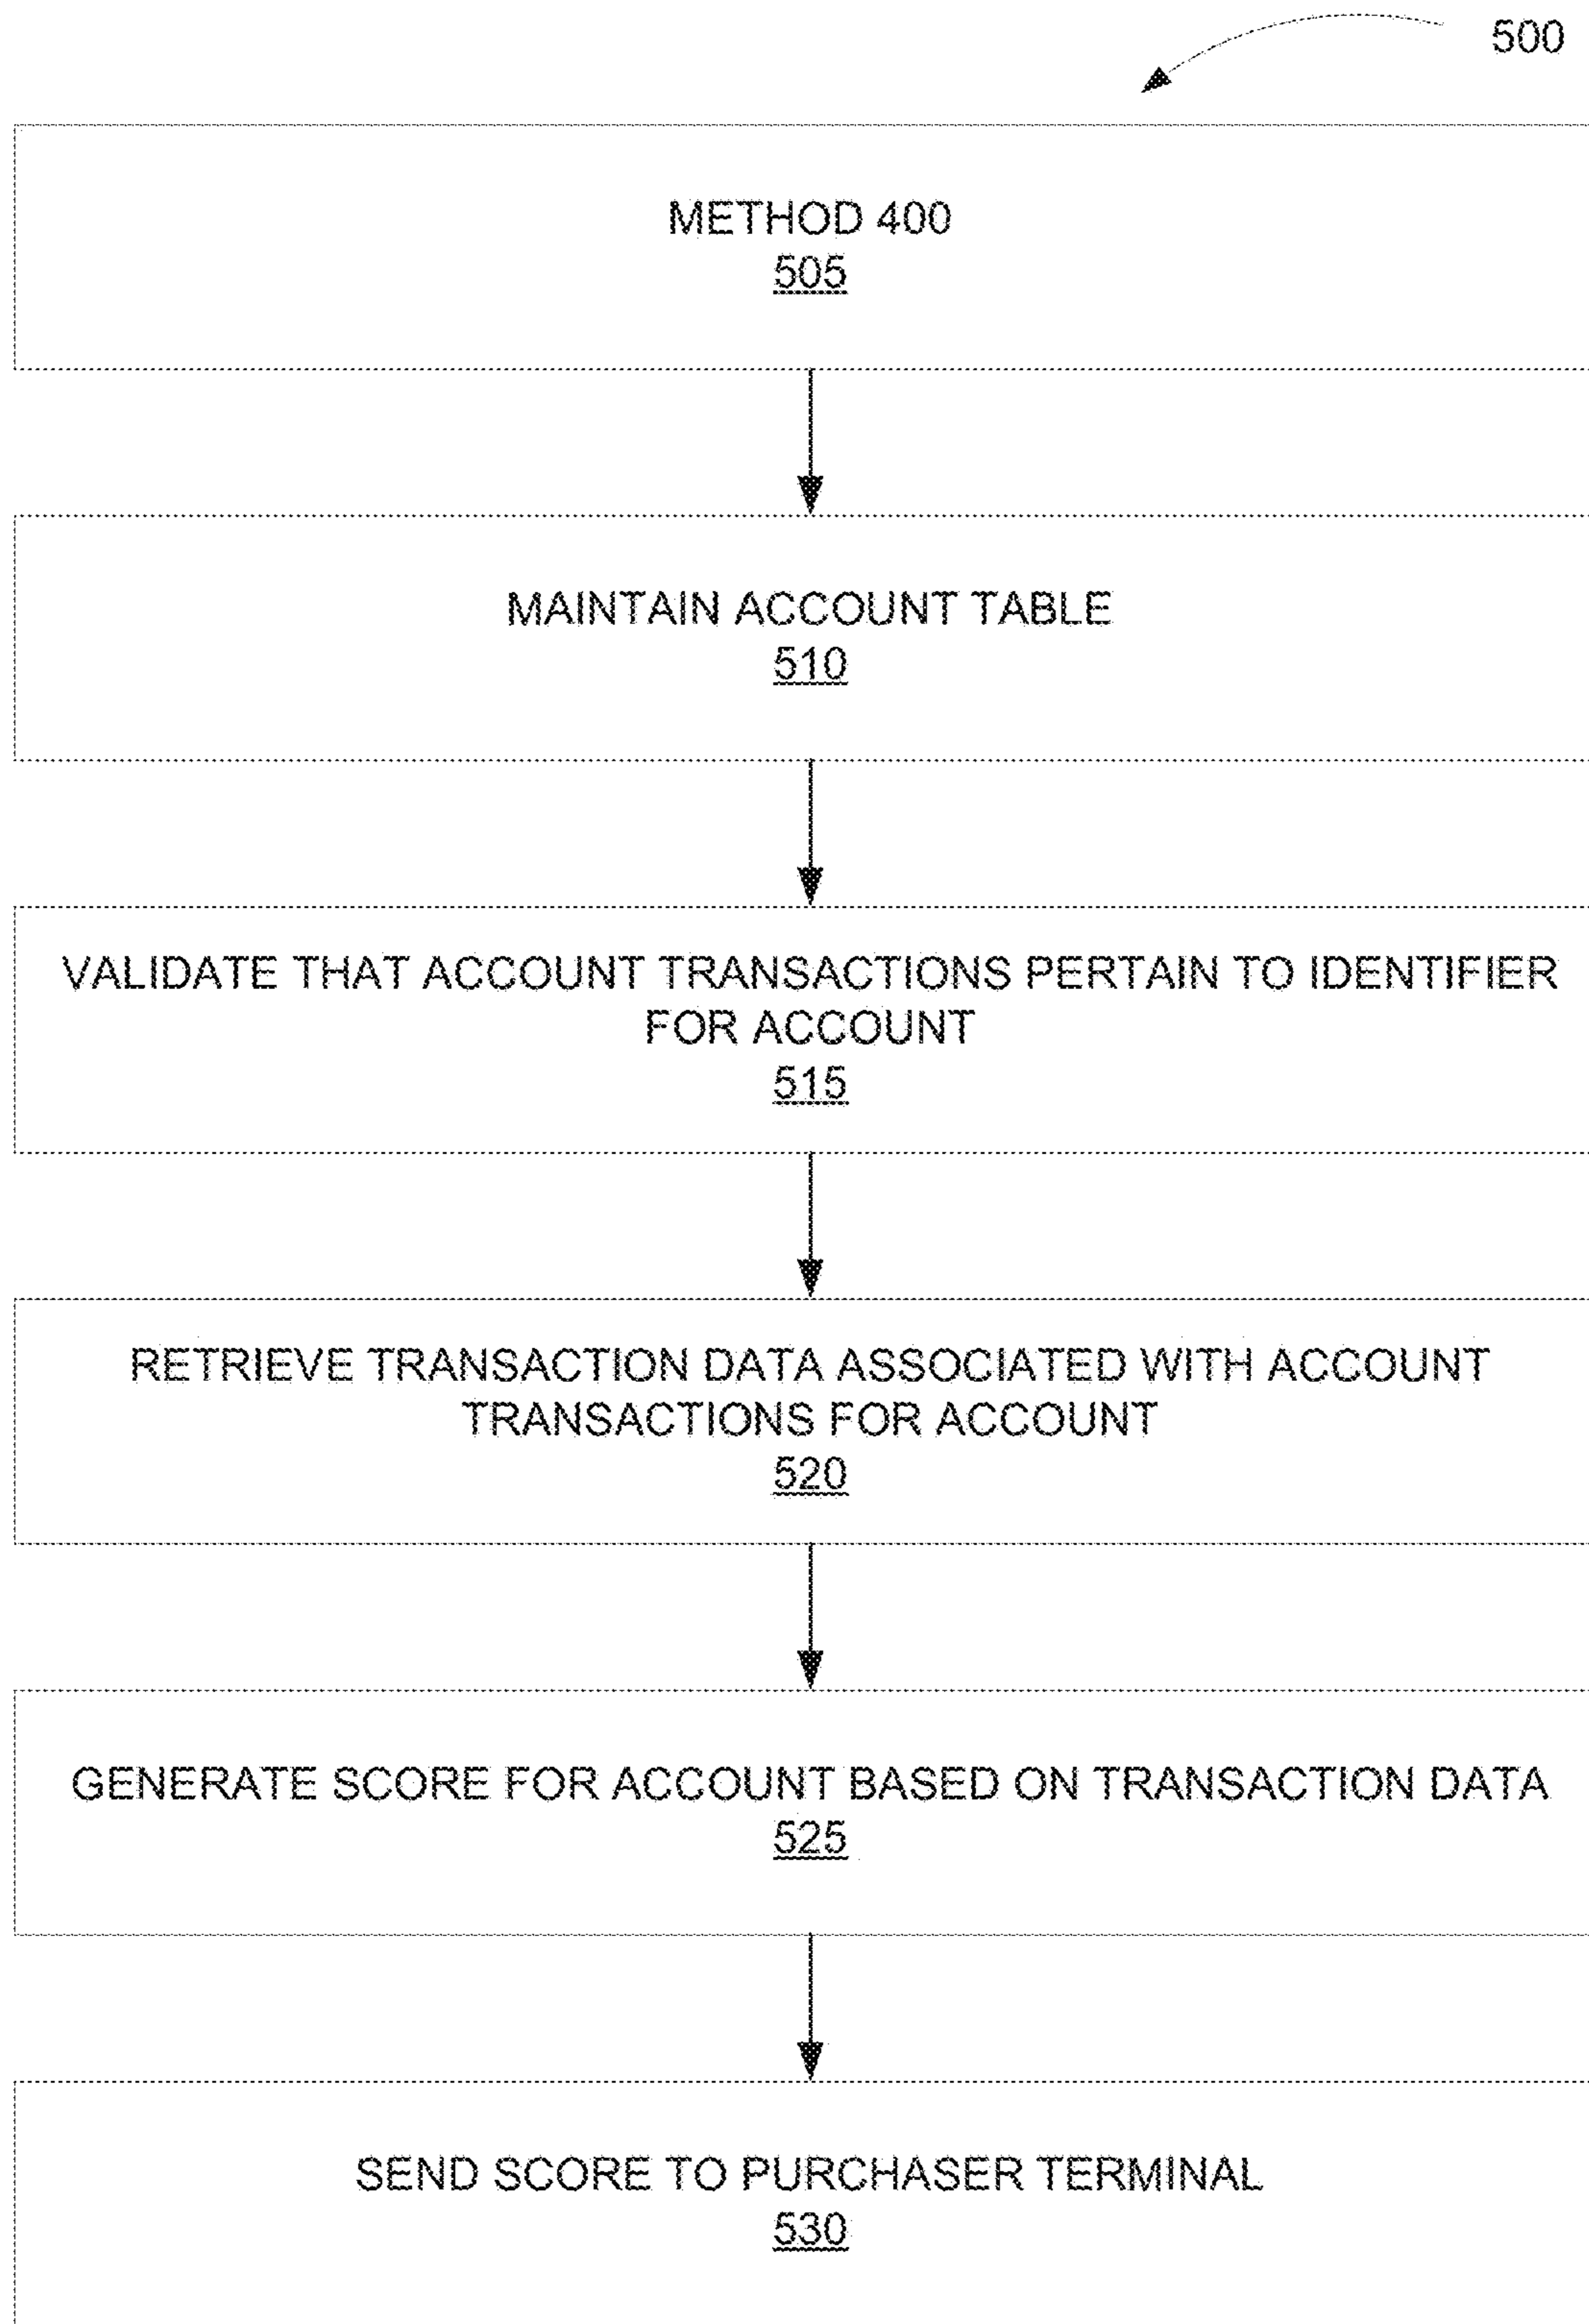 500
METHOD 400
505
MAINTAIN ACCOUNT TABLE
510
VALIDATE THAT ACCOUNT TRANSACTIONS PERTAIN TO IDENTIFIER
FOR ACCOUNT
515
RETRIEVE TRANSACTION DATA ASSOCIATED WITH ACCOUNT
TRANSACTIONS FOR ACCOUNT
520
GENERATE SCORE FOR ACCOUNT BASED ON TRANSACTION DATA
525
SEND SCORE TO PURCHASER TERMINAL
530